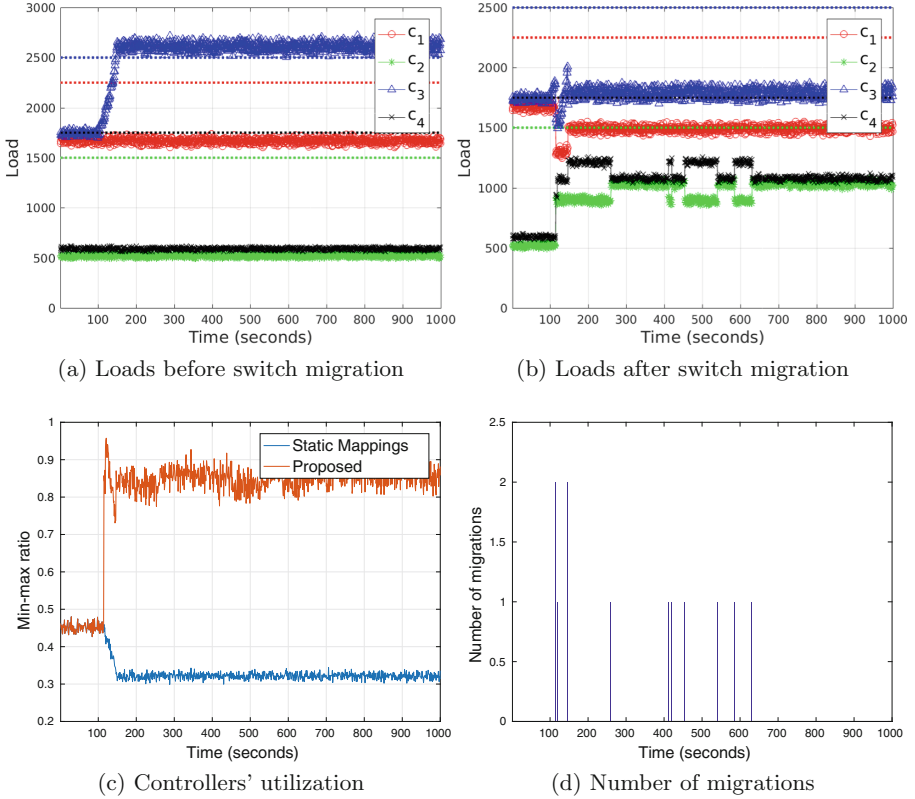 3000
2500
2000
1500
1000
500
0
Load
c1
c2
c3
c4
100 200 300 400 500 600 700 800 900 1000
Time (seconds)
(a) Loads before switch migration
2500
2000
1500
1000
500
0
Load
c1
c2
c3
c4
100 200 300 400 500 600 700 800 900 1000
Time (seconds)
(b) Loads after switch migration
1
0.9
0.8
0.7
0.6
0.5
0.4
0.3
0.2
Min-max ratio
Static Mappings
Proposed
100 200 300 400 500 600 700 800 900 1000
Time (seconds)
(c) Controllers' utilization
2.5
2
1.5
1
0.5
0
Number of migrations
100 200 300 400 500 600 700 800 900 1000
Time (seconds)
(d) Number of migrations